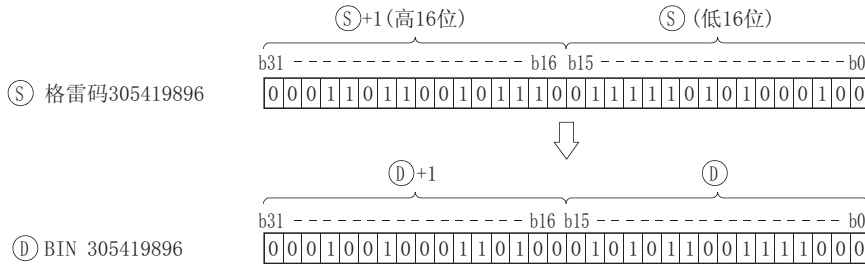 Ⓢ+1(高16位) Ⓢ (低16位)
b31 b16 b15 b0
Ⓢ 格雷码305419896 0 0 0 1 1 0 1 1 0 0 1 0 1 1 1 0 0 1 1 1 1 1 0 1 0 1 0 0 0 1 0 0
Ⓓ+1 Ⓓ
b31 b16 b15 b0
Ⓓ BIN 305419896 0 0 0 1 0 0 1 0 0 0 1 1 0 1 0 0 0 1 0 1 0 1 1 0 0 1 1 1 1 0 0 0